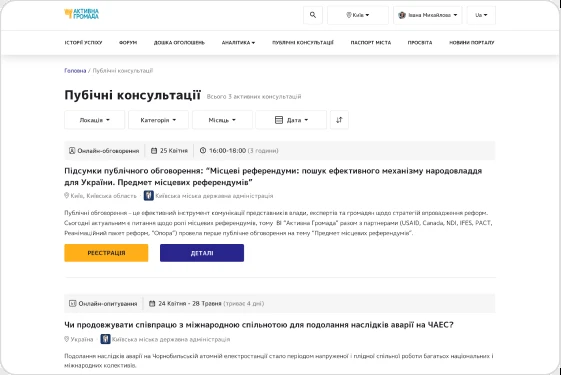 АКТИВНА
ГРОМАДА
Київ
Івана Михайлова
Ua
ІСТОРІЇ УСПІХУ ФОРУМ ДОШКА ОГОЛОШЕНЬ АНАЛІТИКА ПУБЛІЧНІ КОНСУЛЬТАЦІЇ ПАСПОРТ МІСТА ПРОСВІТА НОВИНИ ПОРТАЛУ
Головна / Публічні консультації
Пубічні консультації Всього 3 активних консультацій
Локація Категорія Місяць Дата
Онлайн-обговорення 25 Квітня 16:00-18:00 (3 години)
Підсумки публічного обговорення: “Місцеві референдуми: пошук ефективного механізму народовладдя
для України. Предмет місцевих референдумів”
Київ, Київська область Київська міська державна адміністрація
Публічні обговорення - це ефективний інструмент комунікації представників влади, експертів та громадян щодо стратегій впровадження реформ.
Сьогодні актуальним є питання щодо ролі місцевих референдумів, тому ВІ “Активна Громада” разом з партнерами (USAID, Canada, NDI, IFES, PACT,
Реанімаційний пакет реформ, “Опора”) провела перше публічне обговорення на тему “Предмет місцевих референдумів”.
РЕЄСТРАЦІЯ ДЕТАЛІ
Онлайн-опитування 24 Квітня - 28 Травня (триває 4 дні)
Чи продовжувати співпрацю з міжнародною спільнотою для подолання наслідків аварії на ЧАЕС?
Україна Київська міська державна адміністрація
Подолання наслідків аварії на Чорнобильській атомній електростанції стало періодом напруженої і плідної спільної роботи багатьох національних і
міжнародних колективів.